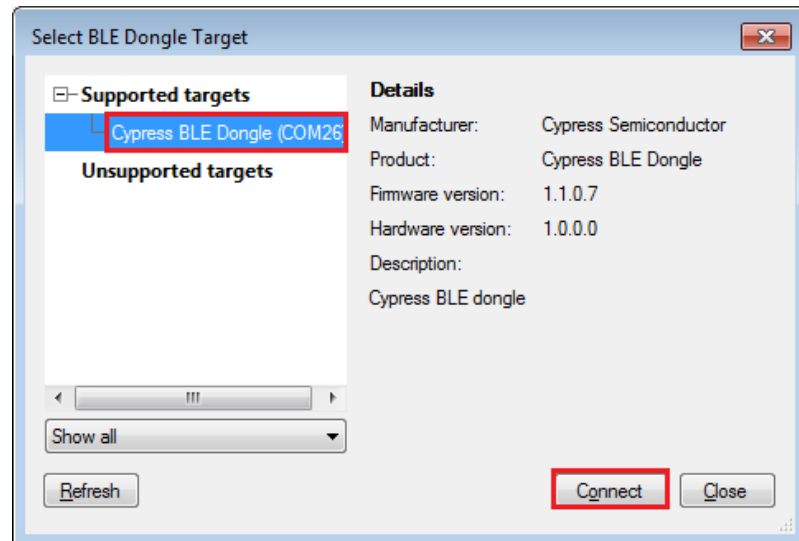 Select BLE Dongle Target
Supported targets
Cypress BLE Dongle (COM26)
Unsupported targets
Show all
Refresh
Details
Manufacturer: Cypress Semiconductor
Product: Cypress BLE Dongle
Firmware version: 1.1.0.7
Hardware version: 1.0.0.0
Description:
Cypress BLE dongle
Connect
Close